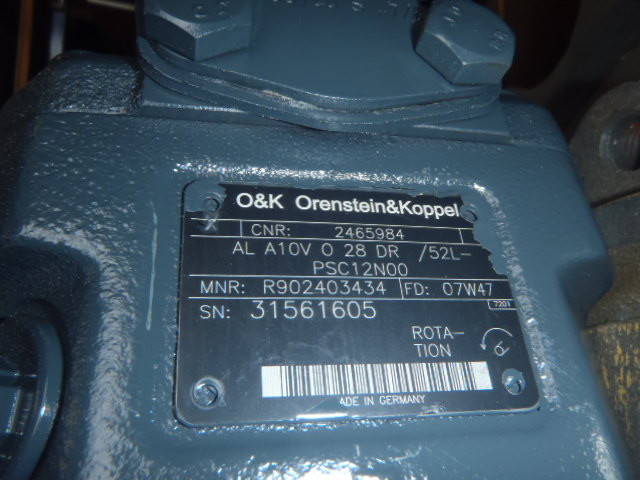 O&K Orenstein&Koppel
CNR: 2465984
AL A10V O 28 DR /52L-
PSC12N00
MNR: R902403434 FD: 07W47
7201
SN: 31561605
ROTA-
TION
ADE IN GERMANY